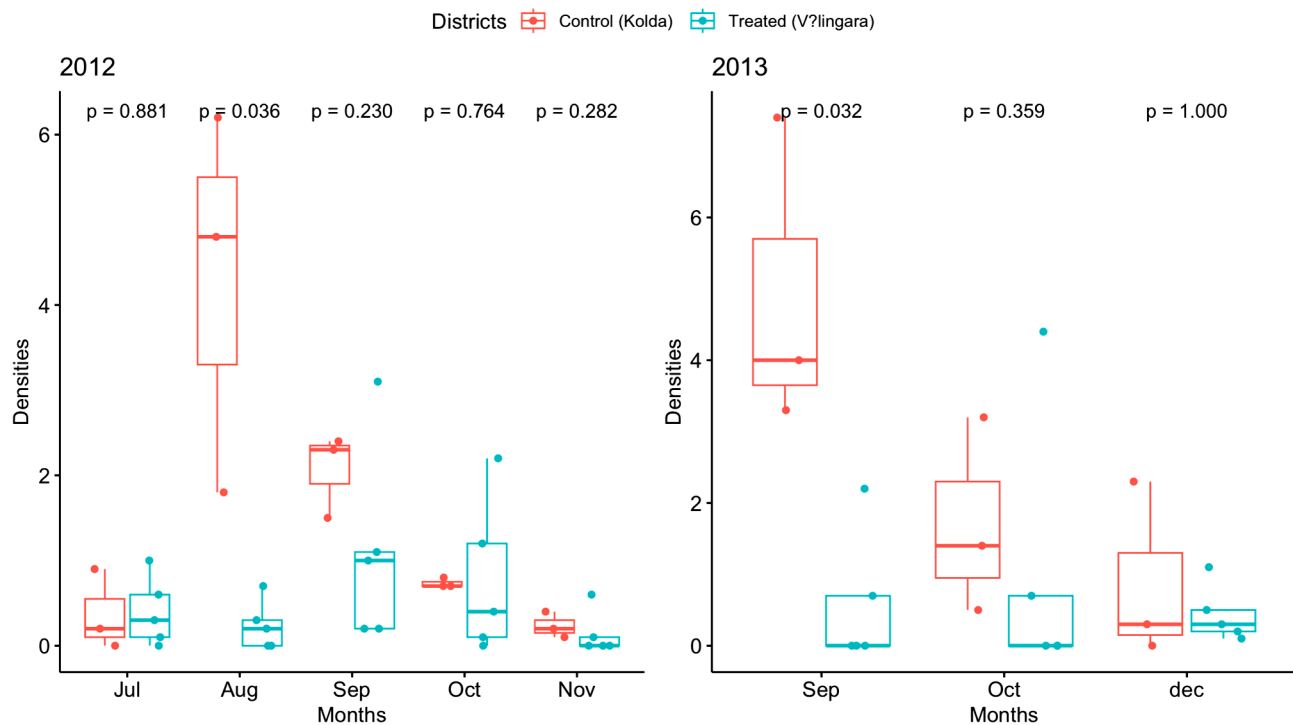 Districts Control (Kolda) Treated (V?lingara)
2012
p = 0.881 p = 0.036 p = 0.230 p = 0.764 p = 0.282
6
4
2
0
Densities
Jul Aug Sep Oct Nov
Months
2013
p = 0.032 p = 0.359 p = 1.000
6
4
2
0
Densities
Sep Oct dec
Months